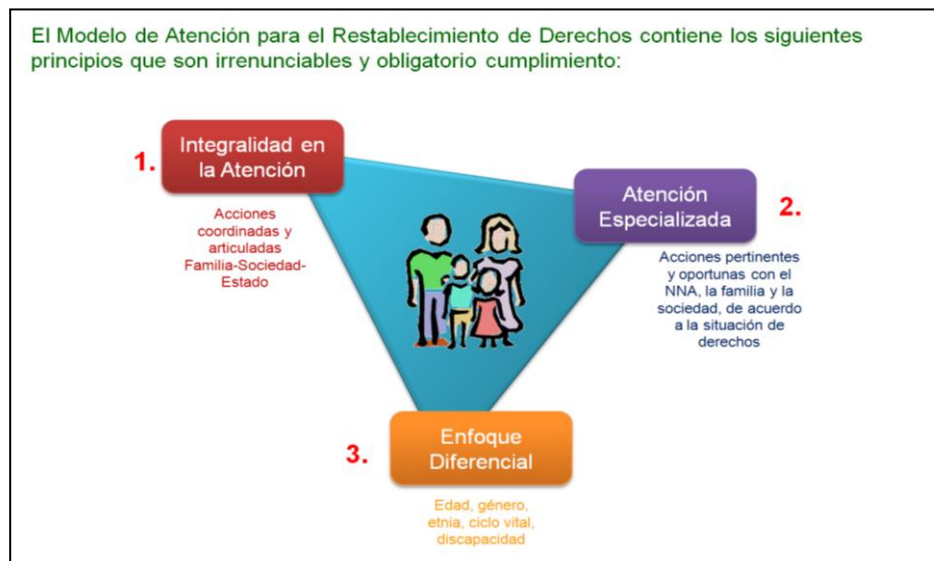 El Modelo de Atención para el Restablecimiento de Derechos contiene los siguientes
principios que son irrenunciables y obligatorio cumplimiento:
1.
Integralidad en
la Atención
Acciones
coordinadas y
articuladas
Familia-Sociedad-
Estado
Atención
Especializada
2.
Acciones pertinentes
y oportunas con el
NNA, la familia y la
sociedad, de acuerdo
a la situación de
derechos
3.
Enfoque
Diferencial
Edad, género,
etnia, ciclo vital,
discapacidad